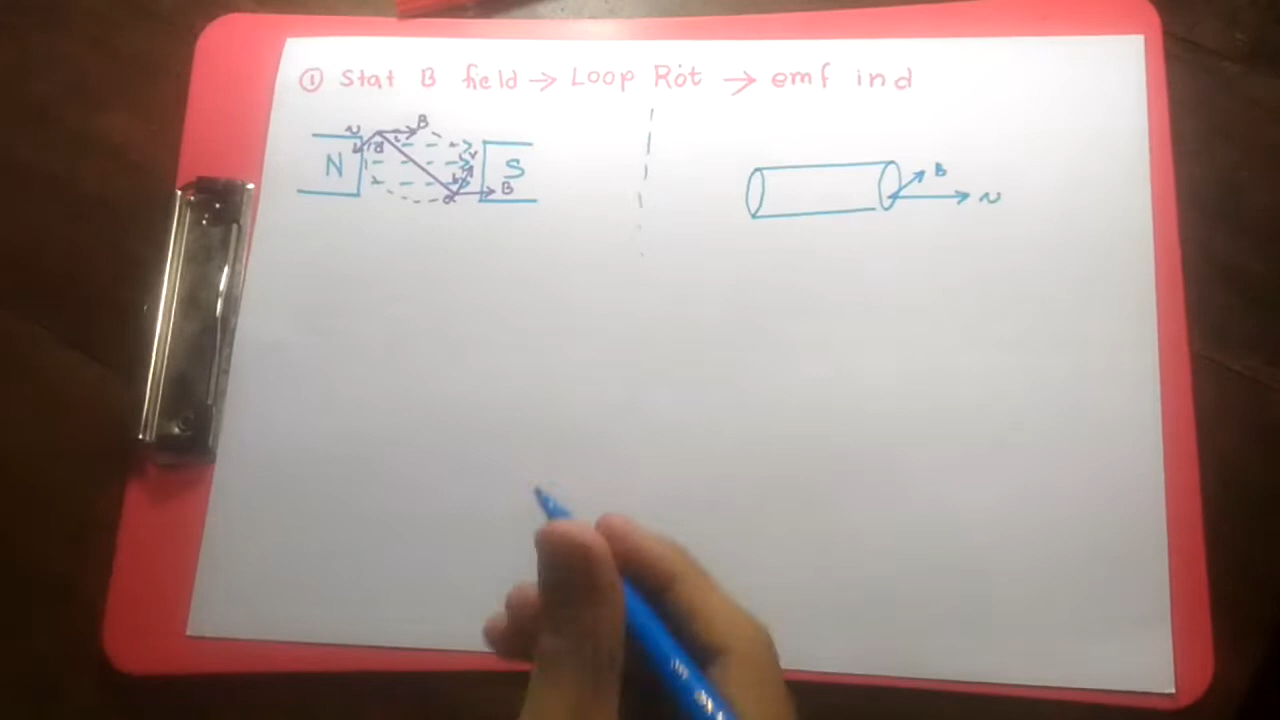 ① Stat B field → Loop Rot → emf ind
v B
N S
B
B
v